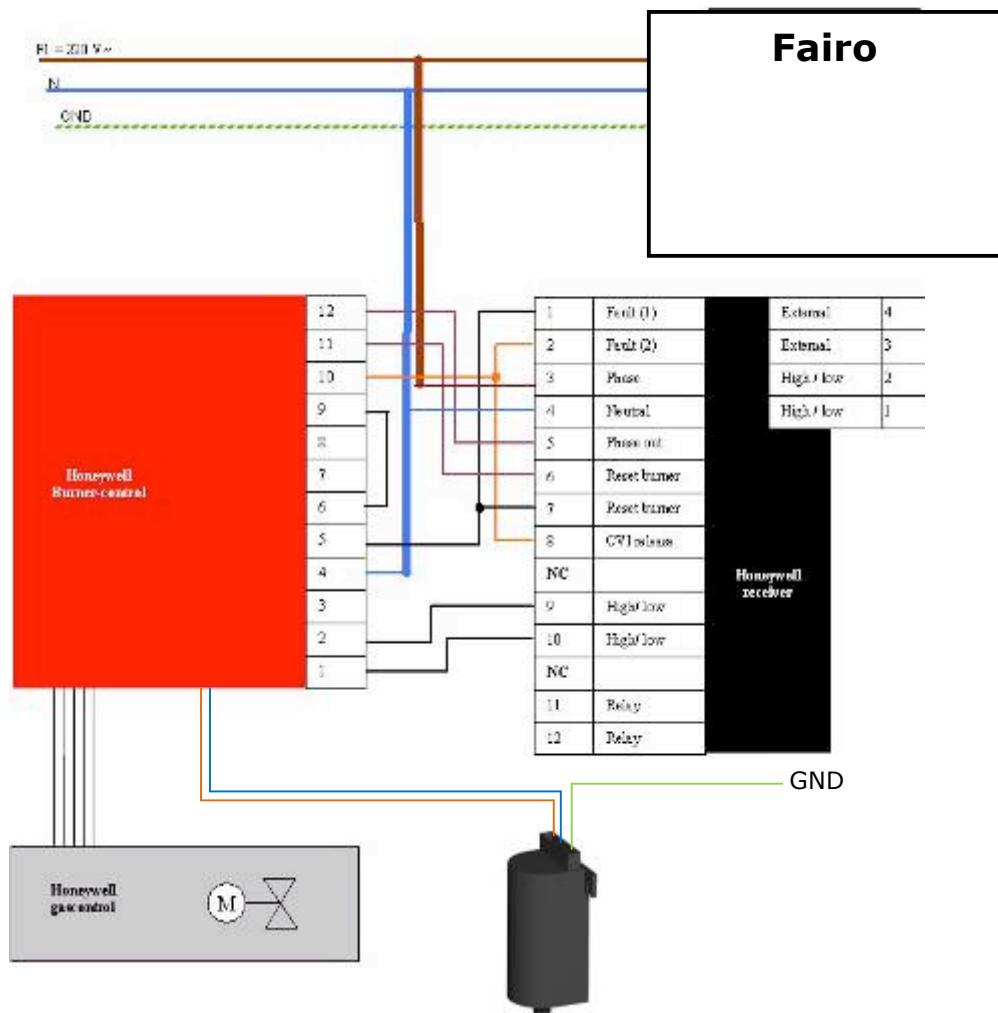 Fairo
F1 = 220 V ~
N
GND
12
11
10
9
8
7
6
5
4
3
2
1
Honeywell
Burner-control
1 Fault (1)
2 Fault (2)
3 Phase
4 Neutral
5 Phase out
6 Reset burner
7 Reset burner
8 GV1 release
NC
9 High/low
10 High/low
NC
11 Relay
12 Relay
Honeywell
receiver
External 4
External 3
High / low 2
High / low 1
GND
Honeywell
gascontrol
M